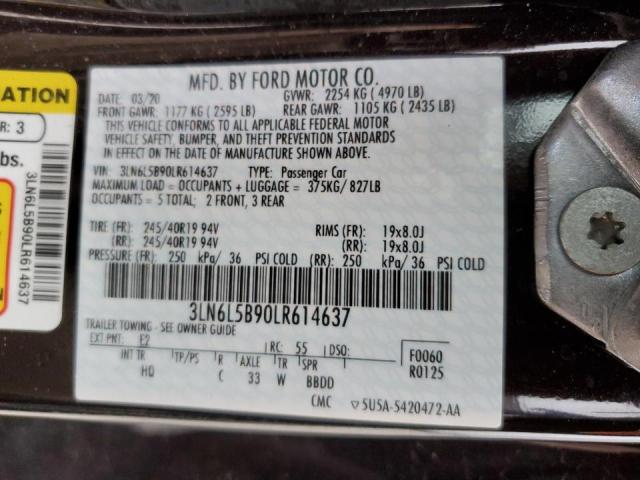 MFD. BY FORD MOTOR CO.
DATE: 03/20 GVWR: 2254 KG ( 4970 LB)
FRONT GAWR: 1177 KG ( 2595 LB) REAR GAWR: 1105 KG ( 2435 LB)
THIS VEHICLE CONFORMS TO ALL APPLICABLE FEDERAL MOTOR
VEHICLE SAFETY, BUMPER, AND THEFT PREVENTION STANDARDS
IN EFFECT ON THE DATE OF MANUFACTURE SHOWN ABOVE.
VIN: 3LN6L5B90LR614637 TYPE: Passenger Car
MAXIMUM LOAD = OCCUPANTS + LUGGAGE = 375KG/ 827LB
OCCUPANTS = 5 TOTAL: 2 FRONT, 3 REAR
TIRE (FR): 245/40R19 94V RIMS (FR): 19x8.0J
(RR): 245/40R19 94V (RR): 19x8.0J
PRESSURE (FR): 250 kPa/ 36 PSI COLD (RR): 250 kPa/ 36 PSI COLD
3LN6L5B90LR614637
TRAILER TOWING - SEE OWNER GUIDE
EXT PNT: E2 RC: 55 DSO: F0060
INT TR TP/PS R AXLE TR SPR R0125
HD C 33 W BBDD
CMC ▽5U5A-5420472-AA
ATION
R: 3
bs.
3LN6L5B90LR614637